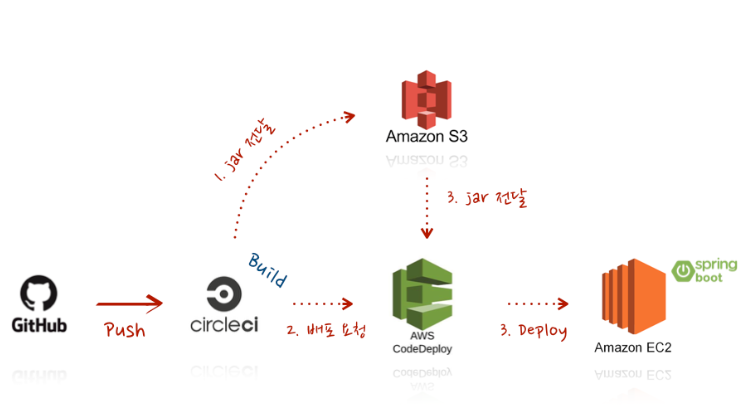 Amazon S3
1. jar 전달
3. jar 전달
Build
spring
boot
GitHub
Push
circleci
2. 배포 요청
AWS
CodeDeploy
3. Deploy
Amazon EC2